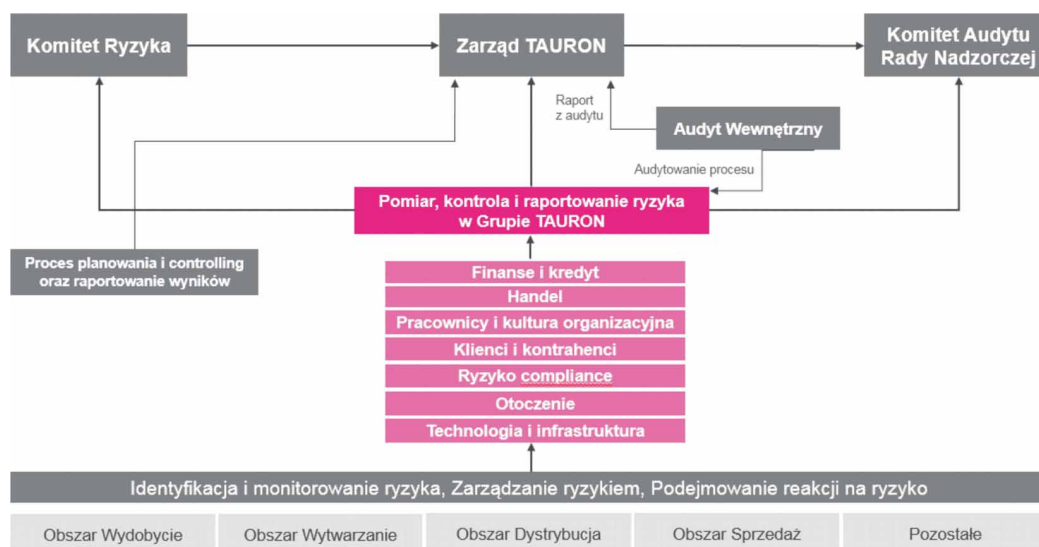 Komitet Ryzyka
Zarząd TAURON
Komitet Audytu
Rady Nadzorczej
Raport
z audytu
Audyt Wewnętrzny
Audytowanie procesu
Pomiar, kontrola i raportowanie ryzyka
w Grupie TAURON
Proces planowania i controlling
oraz raportowanie wyników
Finanse i kredyt
Handel
Pracownicy i kultura organizacyjna
Klienci i kontrahenci
Ryzyko compliance
Otoczenie
Technologia i infrastruktura
Identyfikacja i monitorowanie ryzyka, Zarządzanie ryzykiem, Podejmowanie reakcji na ryzyko
Obszar Wydobycie
Obszar Wytwarzanie
Obszar Dystrybucja
Obszar Sprzedaż
Pozostałe